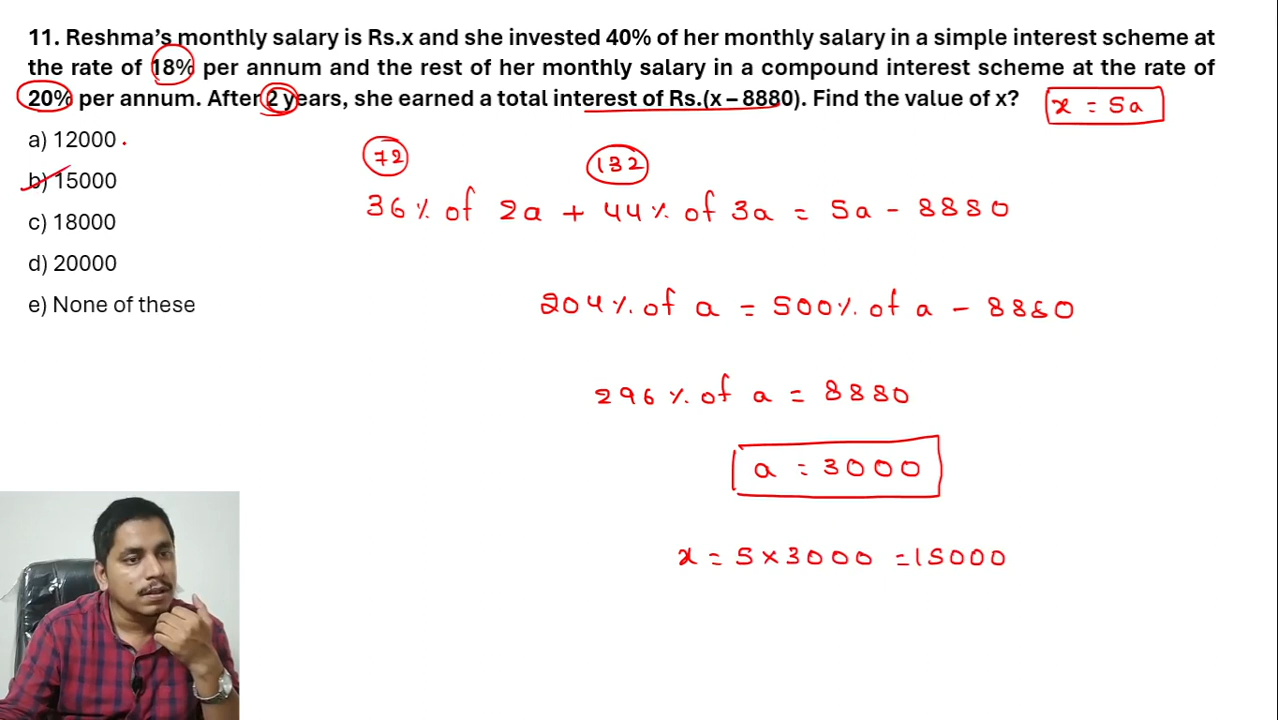 11. Reshma's monthly salary is Rs.x and she invested 40% of her monthly salary in a simple interest scheme at
the rate of 18% per annum and the rest of her monthly salary in a compound interest scheme at the rate of
20% per annum. After 2 years, she earned a total interest of Rs.(x – 8880). Find the value of x?
x = 5a
a) 12000
b) 15000
c) 18000
d) 20000
e) None of these
72 132
36% of 2a + 44% of 3a = 5a - 8880
204% of a = 500% of a - 8880
296% of a = 8880
a = 3000
x = 5×3000 = 15000